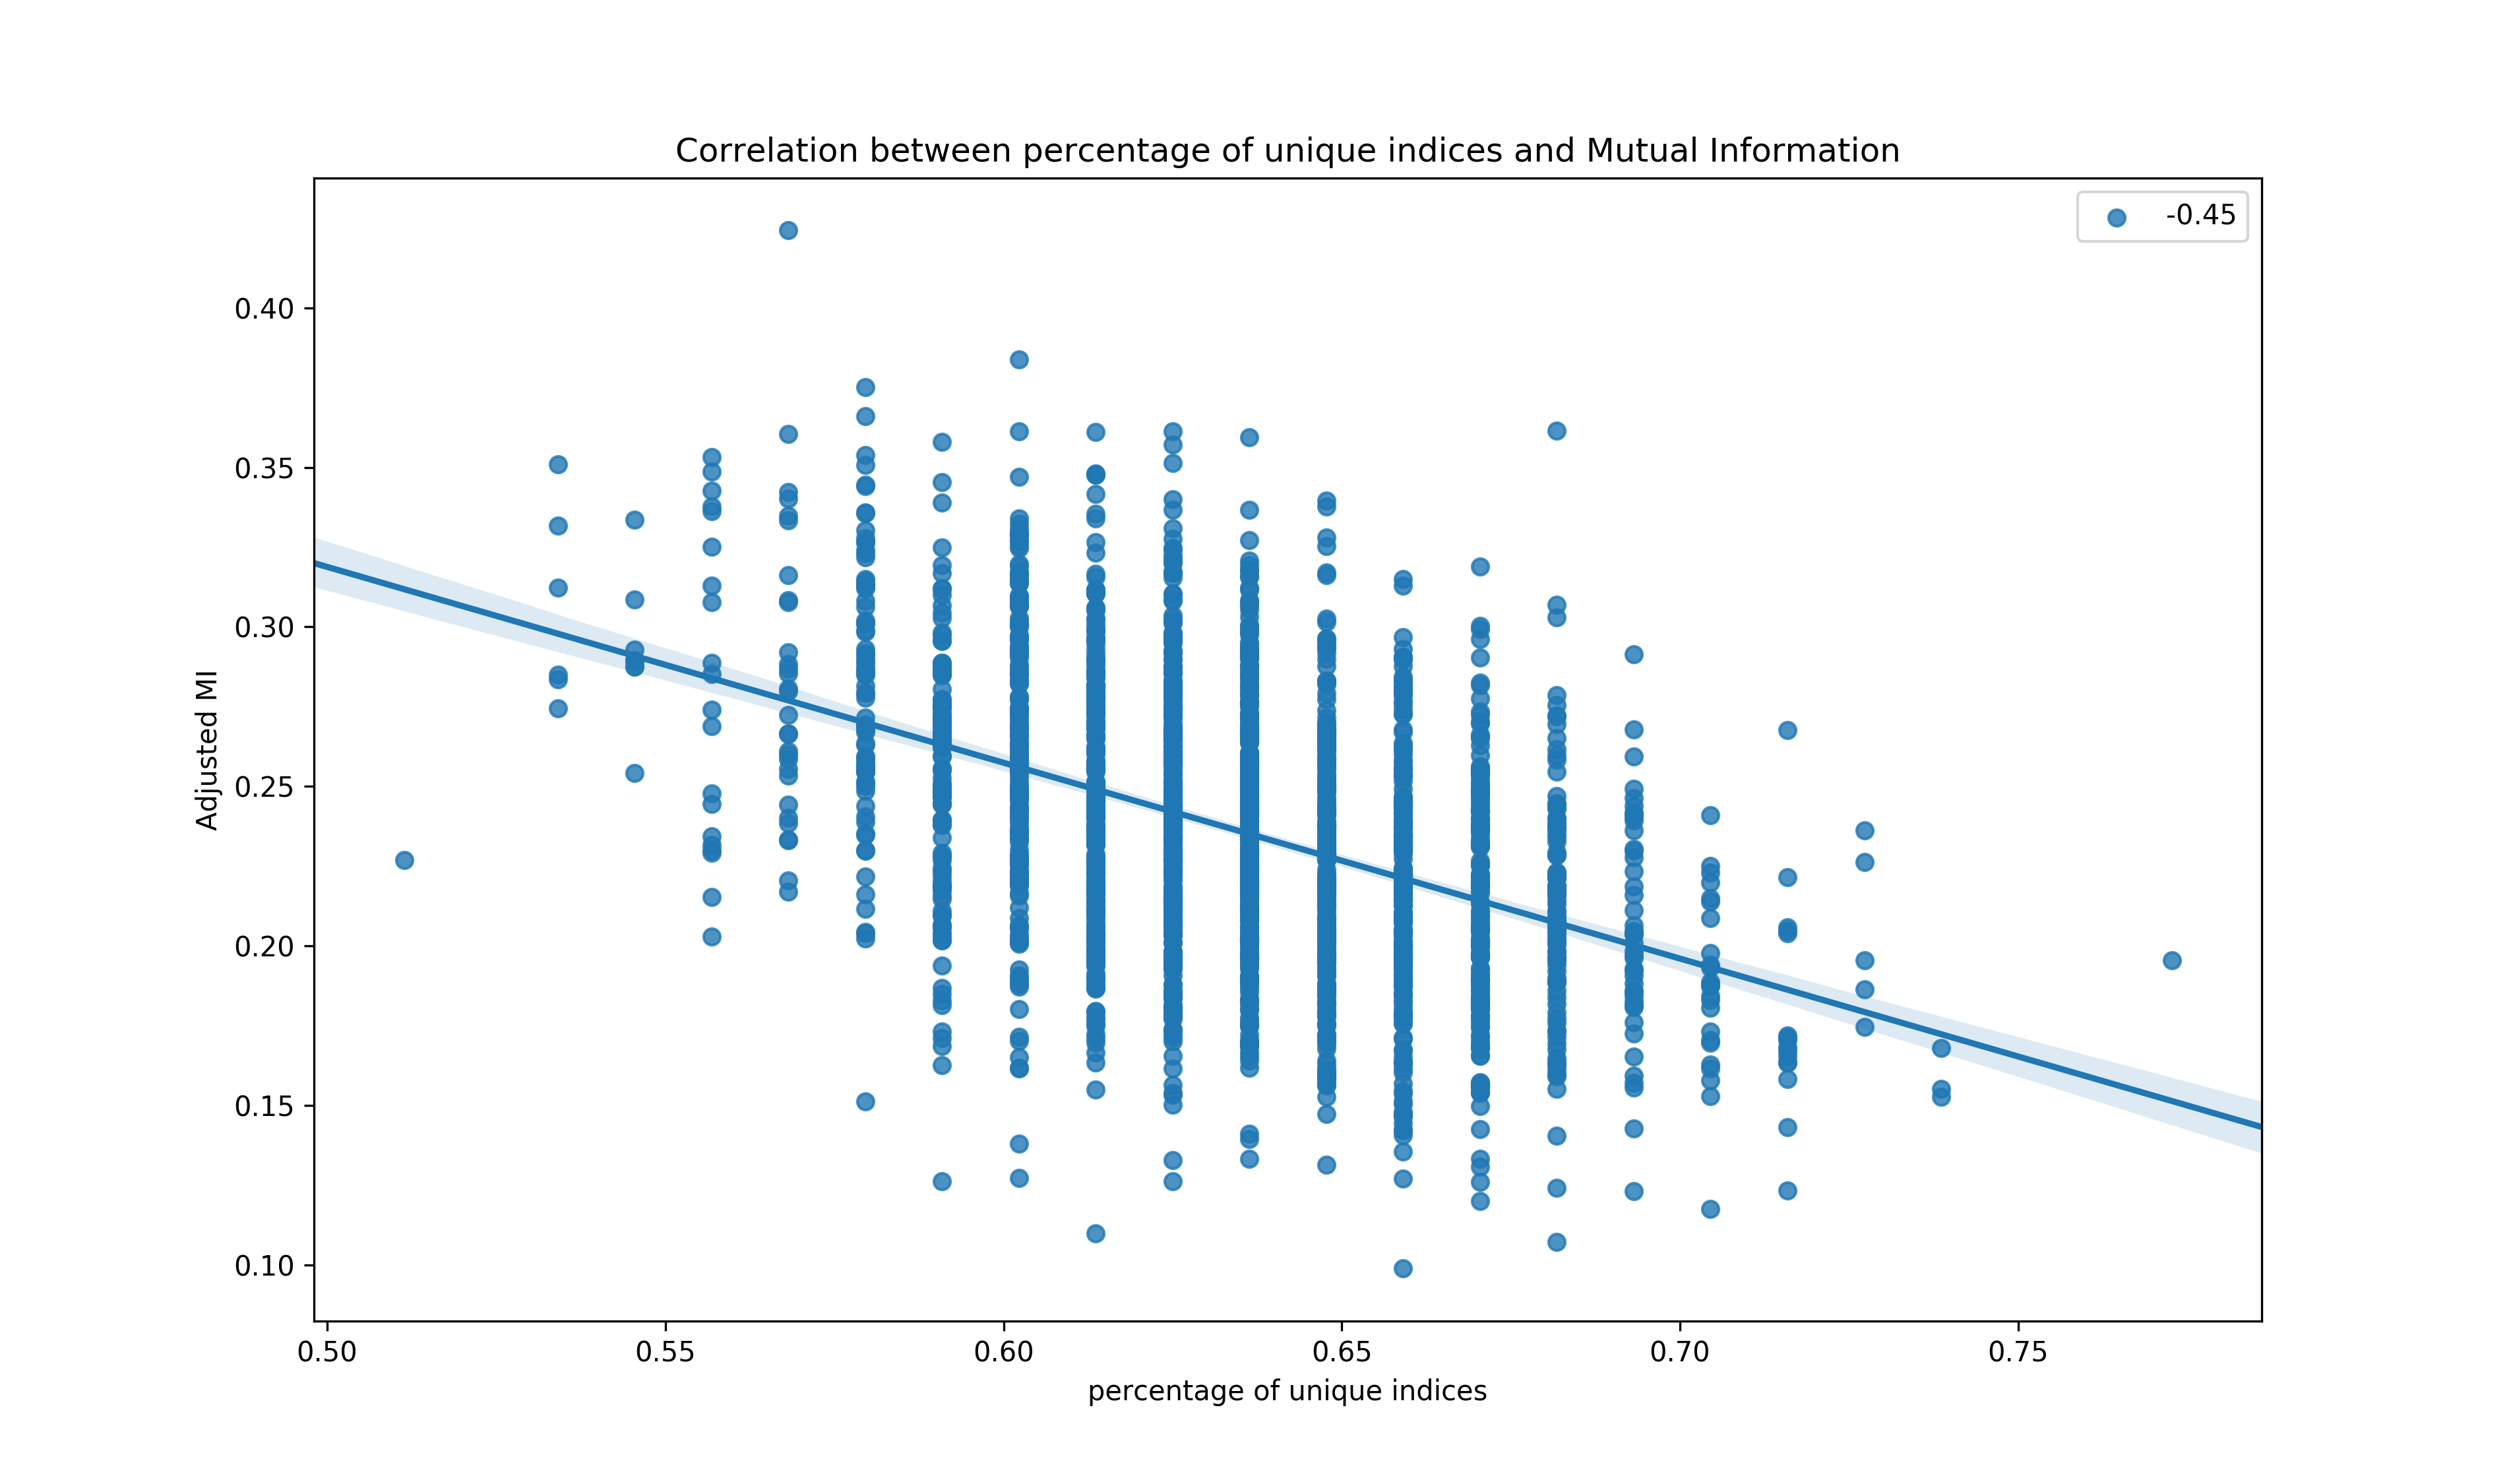 Correlation between percentage of unique indices and Mutual Information
-0.45
0.40
0.35
0.30
0.25
0.20
0.15
0.10
Adjusted MI
0.50 0.55 0.60 0.65 0.70 0.75
percentage of unique indices